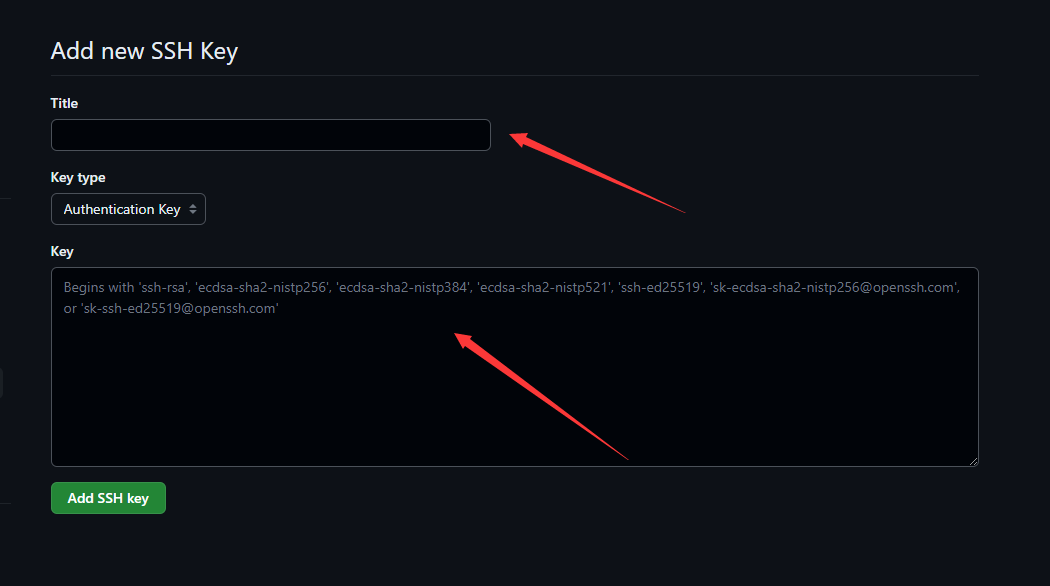 Add new SSH Key
Title
Key type
Authentication Key
Key
Begins with 'ssh-rsa', 'ecdsa-sha2-nistp256', 'ecdsa-sha2-nistp384', 'ecdsa-sha2-nistp521', 'ssh-ed25519', 'sk-ecdsa-sha2-nistp256@openssh.com',
or 'sk-ssh-ed25519@openssh.com'
Add SSH key